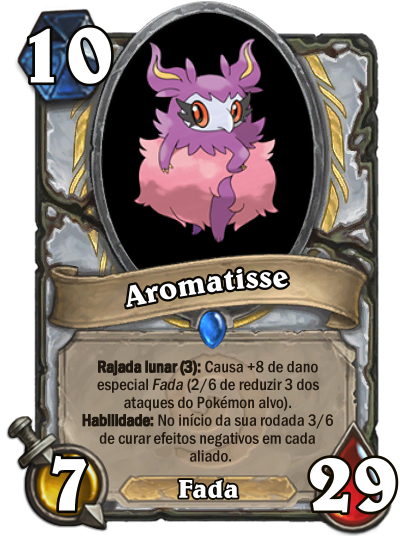 10
Aromatisse
Rajada lunar (3): Causa +8 de dano
especial Fada (2/6 de reduzir 3 dos
ataques do Pokémon alvo).
Habilidade: No início da sua rodada 3/6
de curar efeitos negativos em cada
aliado.
7
Fada
29